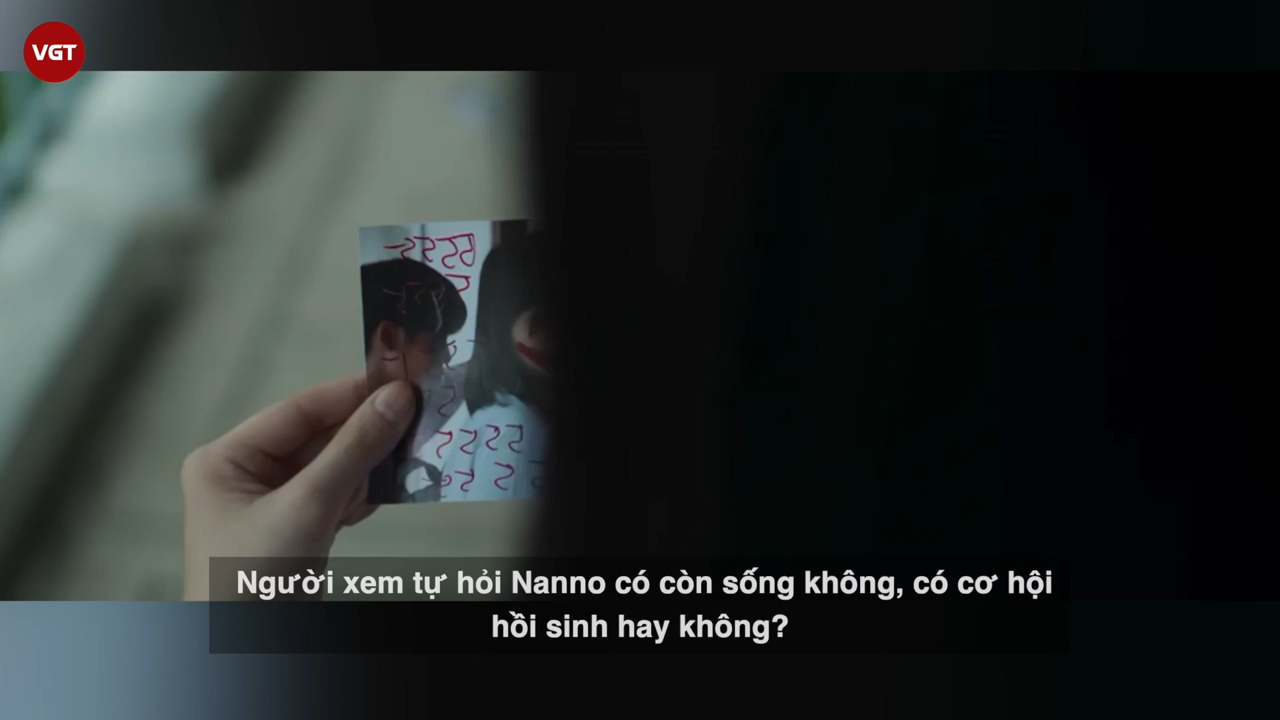 VGT
Người xem tự hỏi Nanno có còn sống không, có cơ hội
hồi sinh hay không?